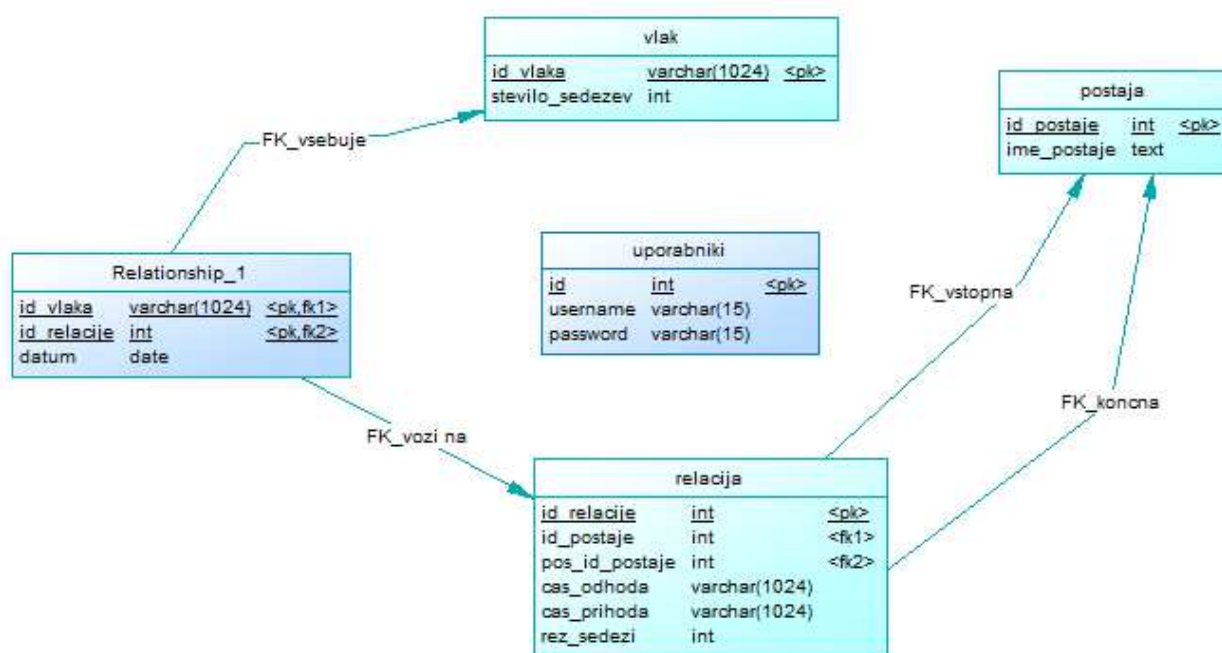 vlak
id_vlaka varchar(1024) <pk>
stevilo_sedezev int
postaja
id_postaje int <pk>
ime_postaje text
FK_vsebuje
Relationship_1
id_vlaka varchar(1024) <pk,fk1>
id_relacije int <pk,fk2>
datum date
uporabniki
id int <pk>
username varchar(15)
password varchar(15)
FK_vstopna
FK_koncna
FK_vozi na
relacija
id_relacije int <pk>
id_postaje int <fk1>
pos_id_postaje int <fk2>
cas_odhoda varchar(1024)
cas_prihoda varchar(1024)
rez_sedezi int